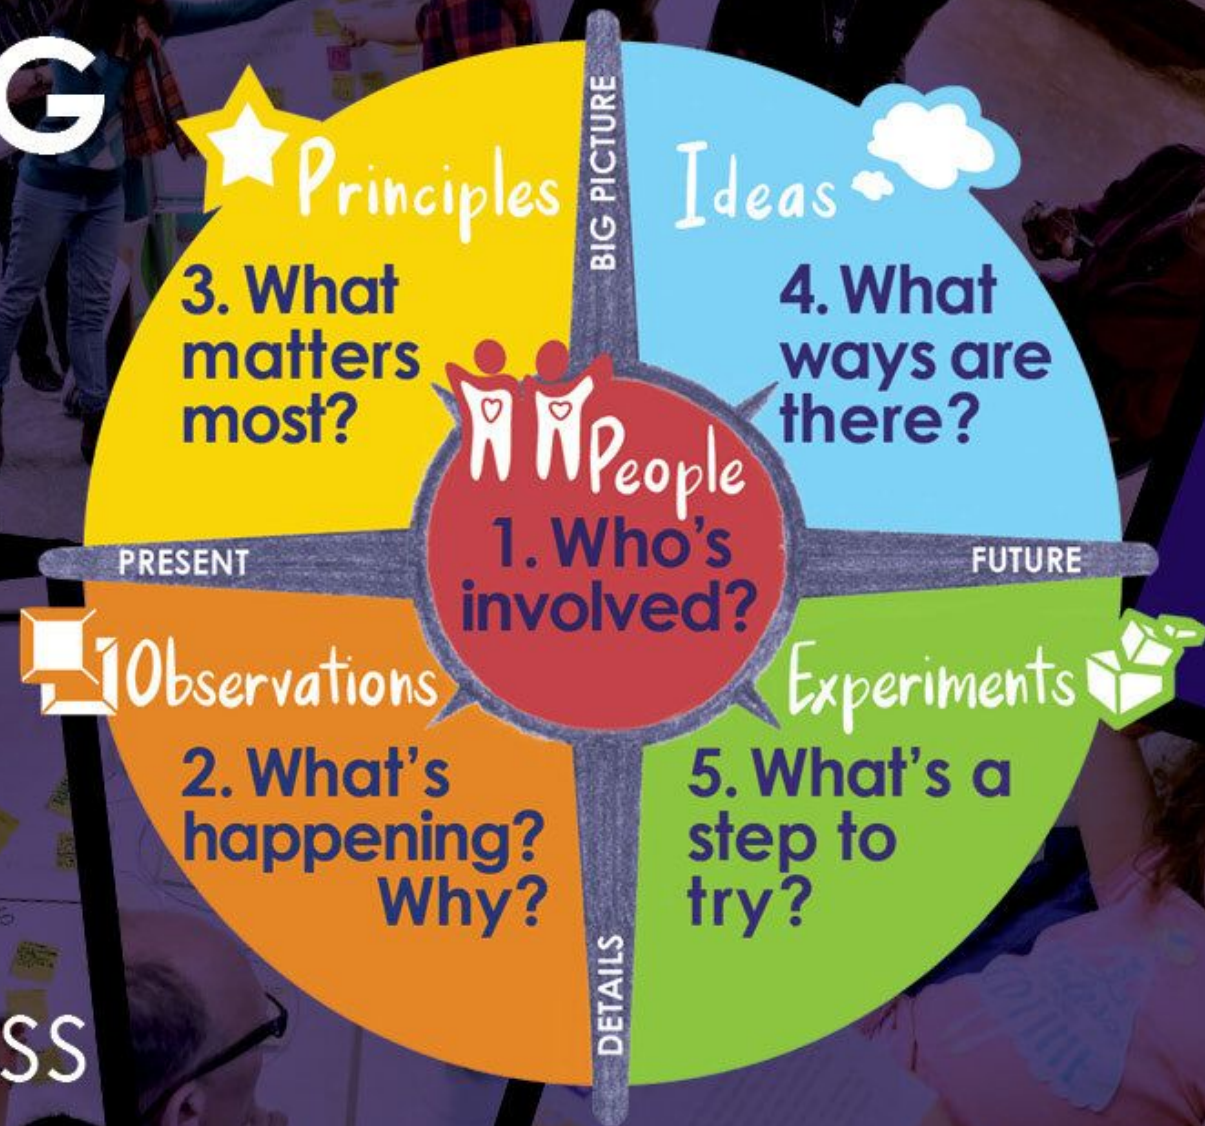 G
Principles
3. What
matters
most?
BIG PICTURE
Ideas
4. What
ways are
there?
People
1. Who's
involved?
PRESENT
FUTURE
Observations
2. What's
happening?
Why?
Experiments
5. What's a
step to
try?
DETAILS
SS